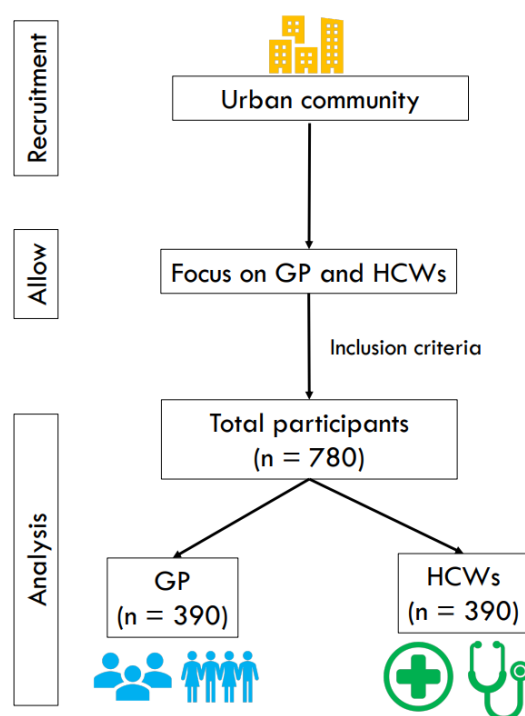 Recruitment
Urban community
Allow
Focus on GP and HCWs
Inclusion criteria
Analysis
Total participants
(n = 780)
GP
(n = 390)
HCWs
(n = 390)